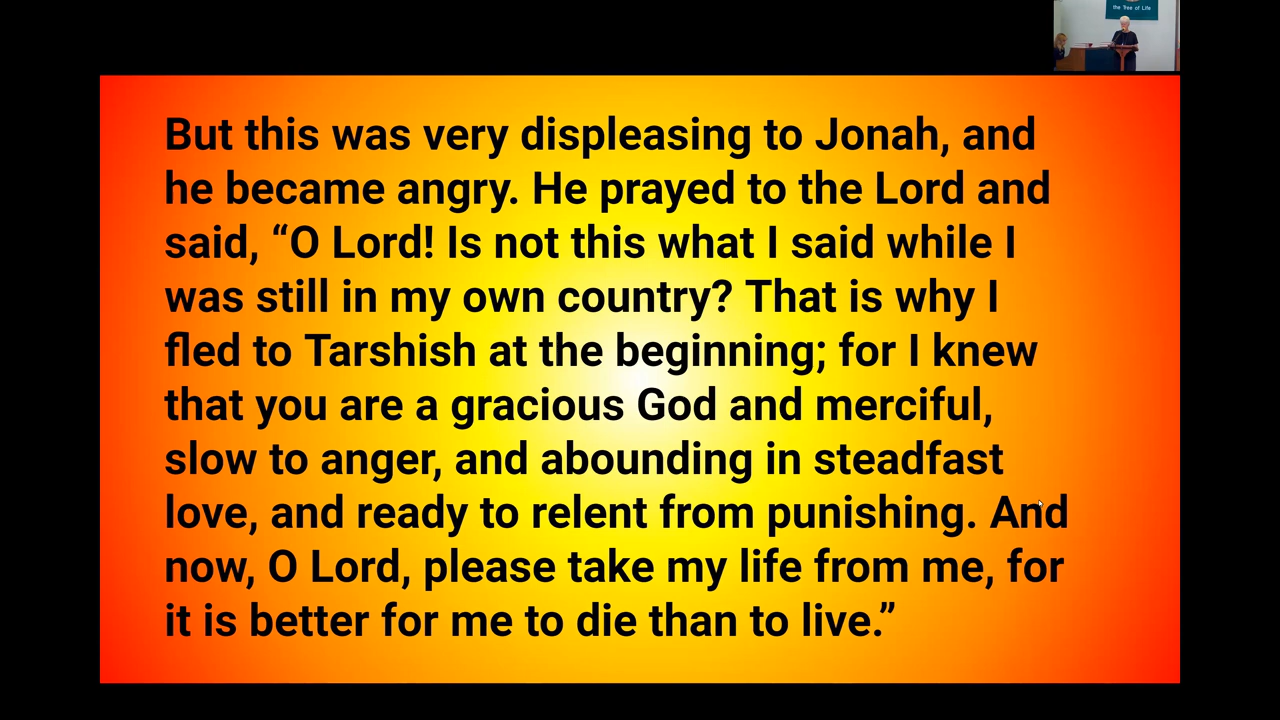 the Tree of Life
But this was very displeasing to Jonah, and
he became angry. He prayed to the Lord and
said, “O Lord! Is not this what I said while I
was still in my own country? That is why I
fled to Tarshish at the beginning; for I knew
that you are a gracious God and merciful,
slow to anger, and abounding in steadfast
love, and ready to relent from punishing. And
now, O Lord, please take my life from me, for
it is better for me to die than to live.”